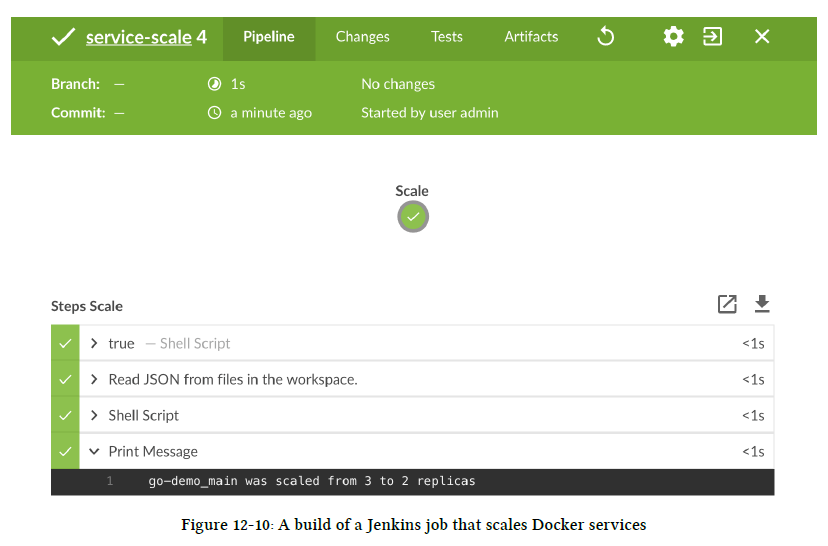 service-scale 4 Pipeline Changes Tests Artifacts
Branch: — 1s No changes
Commit: — a minute ago Started by user admin
Scale
Steps Scale
true — Shell Script <1s
Read JSON from files in the workspace. <1s
Shell Script <1s
Print Message <1s
1 go-demo_main was scaled from 3 to 2 replicas
Figure 12-10: A build of a Jenkins job that scales Docker services